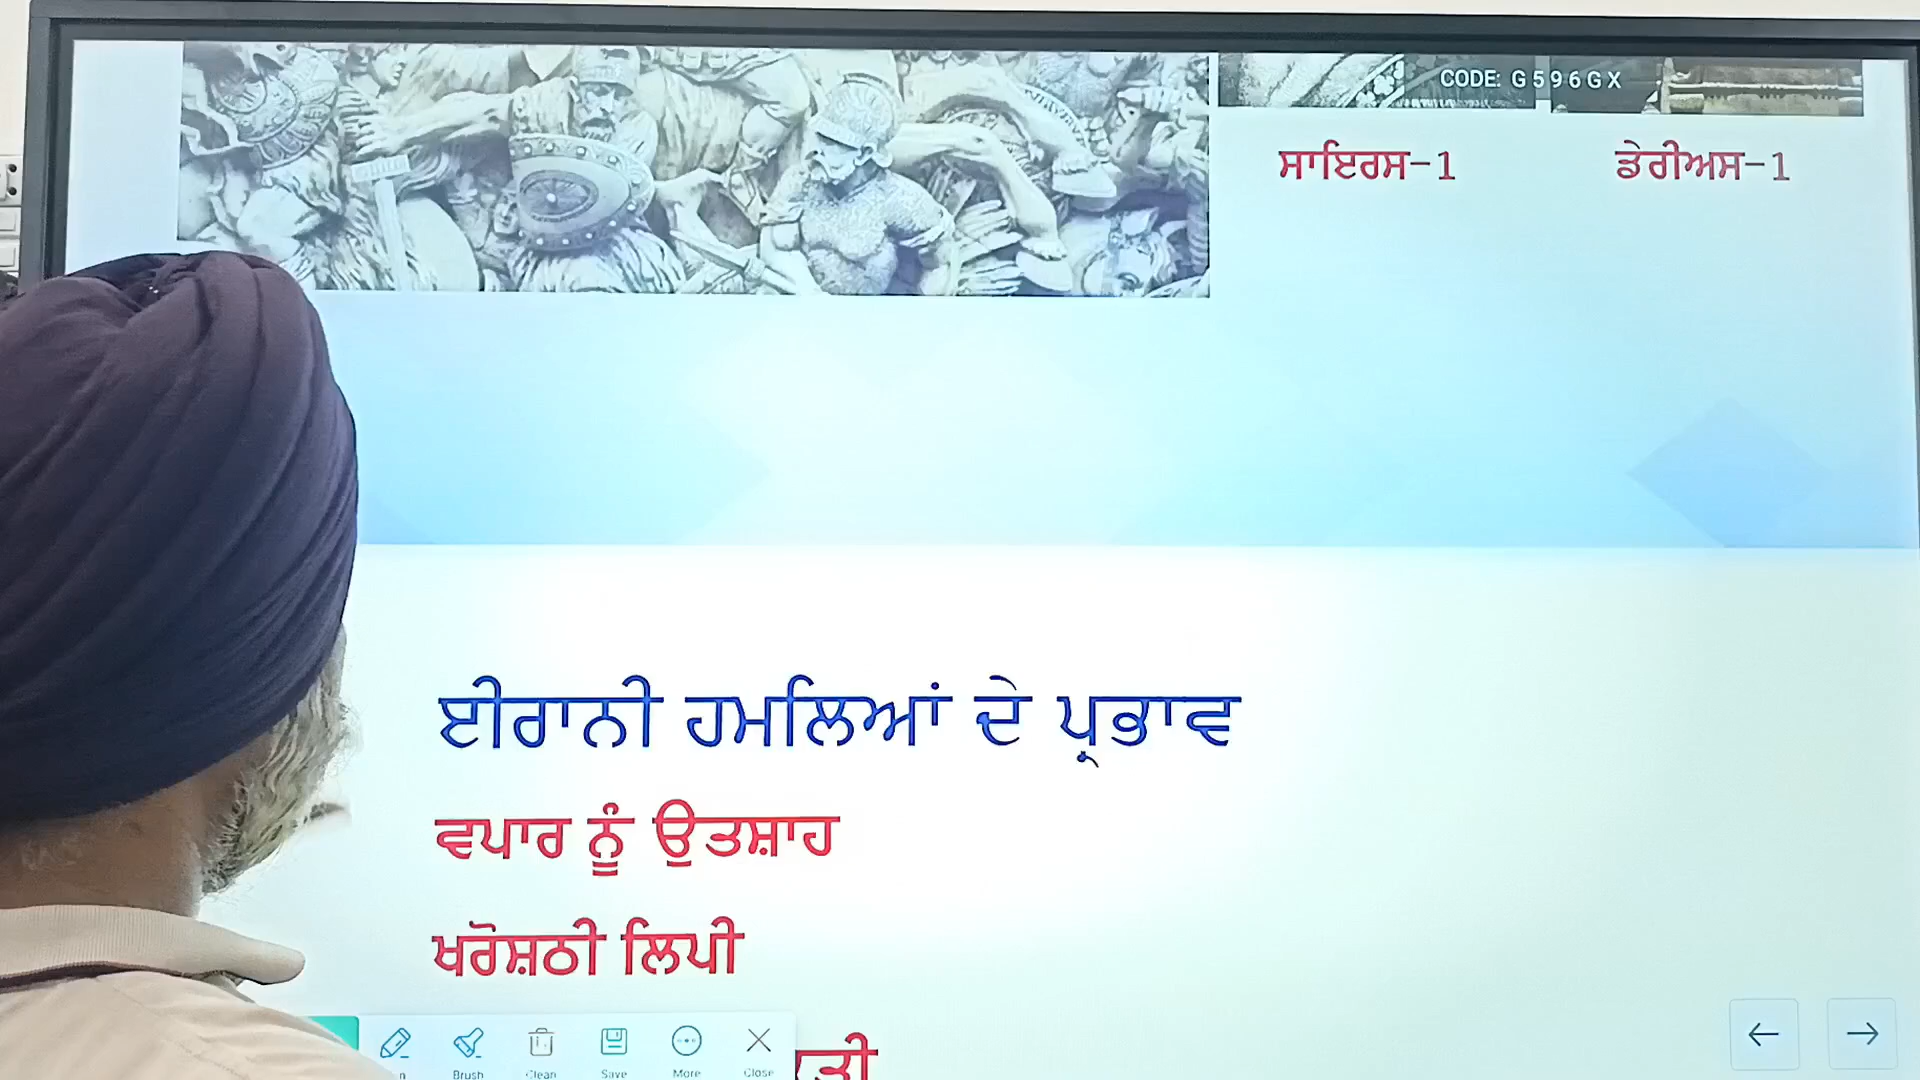 CODE: G596GX
ਸਾਇਰਸ-1
ਡੇਰੀਅਸ-1
ਈਰਾਨੀ ਹਮਲਿਆਂ ਦੇ ਪ੍ਰਭਾਵ
ਵਪਾਰ ਨੂੰ ਉਤਸ਼ਾਹ
ਖਰੋਸ਼ਠੀ ਲਿਪੀ
Brush Clean Save More Close